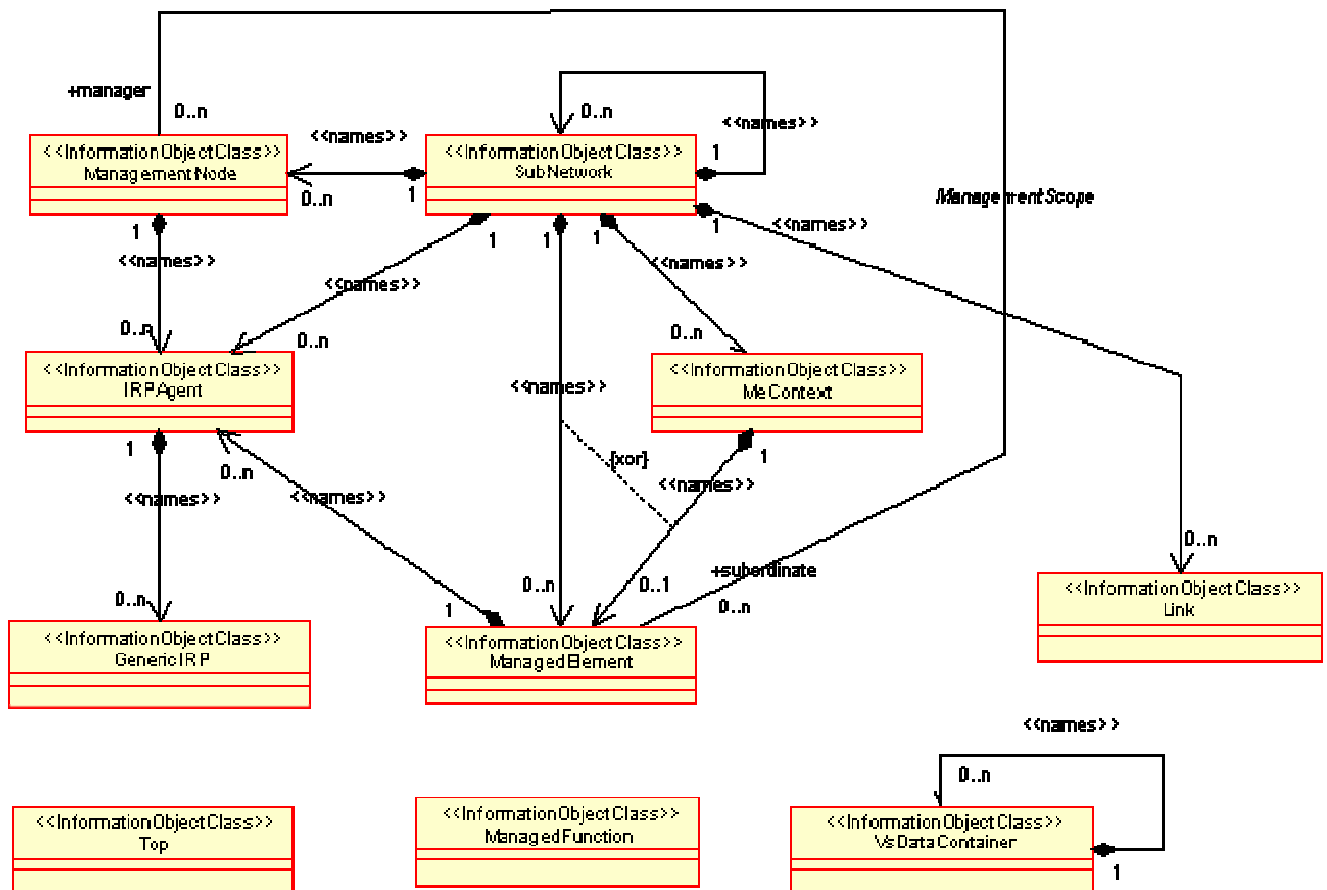 +manager
0..n
0..n
<<names>>
<<names>>
<<InformationObjectClass>>
ManagementNode
<<InformationObjectClass>>
SubNetwork
1
1
0..n
ManagementScope
1
<<names>>
1
1
1
1
<<names>>
<<names>>
<<names>>
0..n
0..n
0..n
<<InformationObjectClass>>
IRPAgent
<<names>>
<<InformationObjectClass>>
MeContext
1
0..n
{xor}
1
<<names>>
<<names>>
<<names>>
0..n
0..n
0..n
0..1
+subordinate
0..n
1
<<InformationObjectClass>>
Link
<<InformationObjectClass>>
GenericIRP
<<InformationObjectClass>>
ManagedElement
<<names>>
0..n
<<InformationObjectClass>>
Top
<<InformationObjectClass>>
ManagedFunction
<<InformationObjectClass>>
VsDataContainer
1